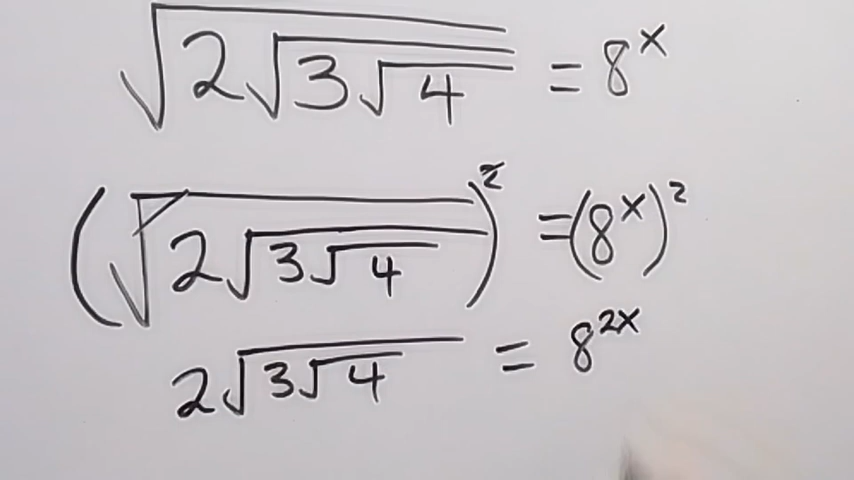 √(2√(3√4)) = 8^x
(√(2√(3√4)))^2 = (8^x)^2
2√(3√4) = 8^2x